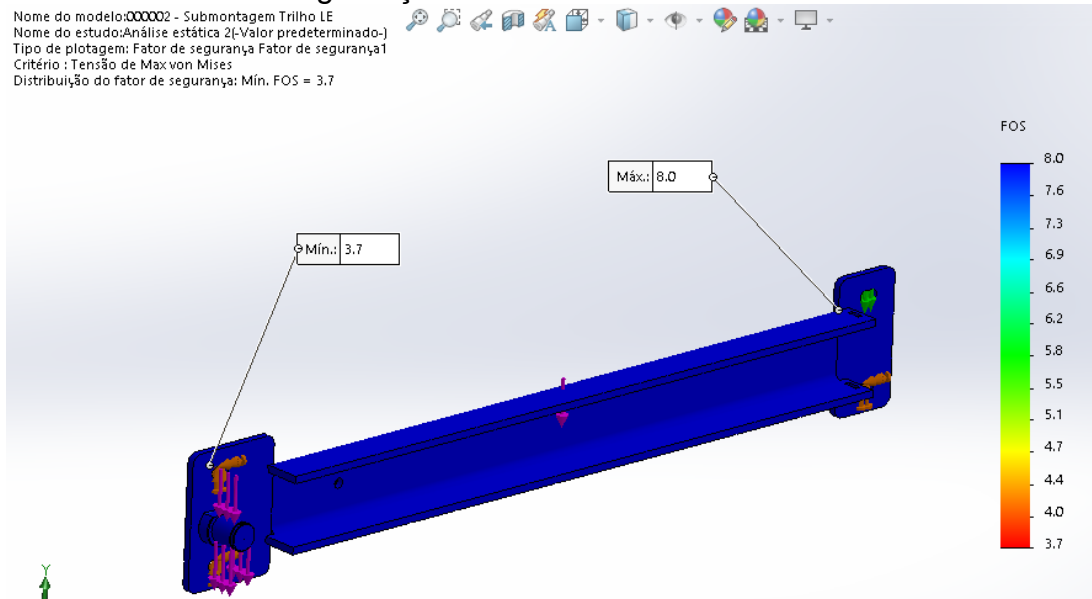 Nome do modelo:000002 - Submontagem Trilho LE
Nome do estudo:Análise estática 2(-Valor predeterminado-)
Tipo de plotagem: Fator de segurança Fator de segurança1
Critério : Tensão de Max von Mises
Distribuição do fator de segurança: Mín. FOS = 3.7
FOS
Máx.: 8.0
Mín.: 3.7
8.0
7.6
7.3
6.9
6.6
6.2
5.8
5.5
5.1
4.7
4.4
4.0
3.7
Y